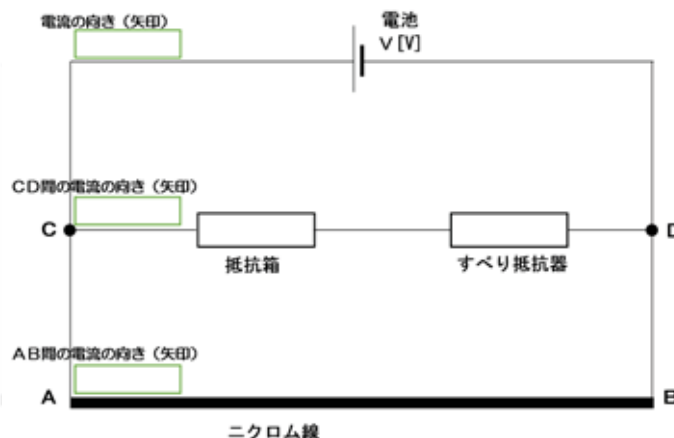 電流の向き（矢印）
電池
V [V]
CD間の電流の向き（矢印）
C
D
抵抗箱
すべり抵抗器
AB間の電流の向き（矢印）
A
B
ニクロム線